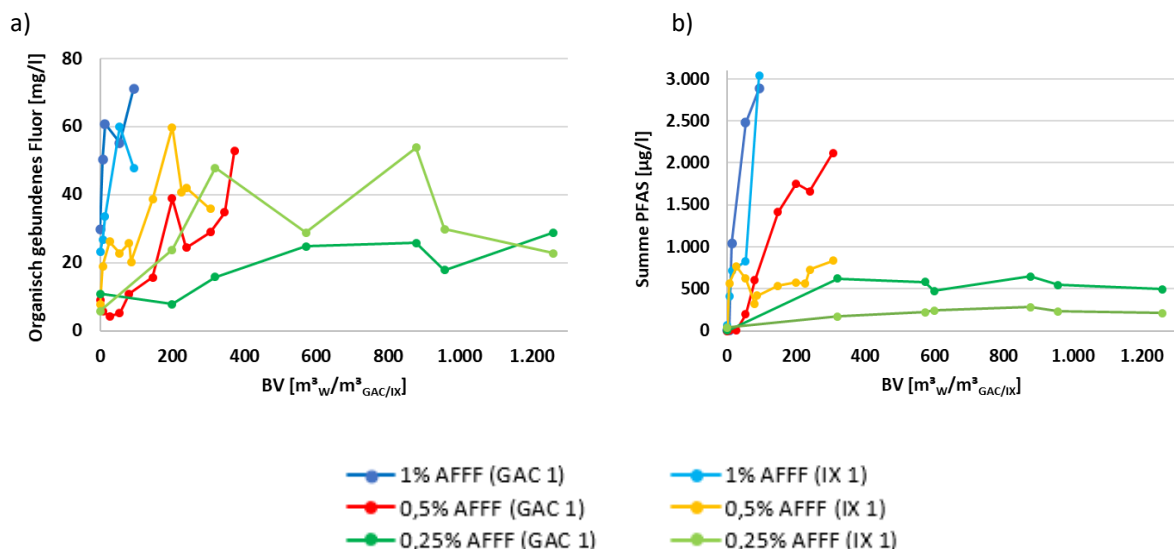 a)
Organisch gebundenes Fluor [mg/l]
80
60
40
20
0
0 200 400 600 800 1.000 1.200
BV [m³W/m³GAC/IX]
b)
Summe PFAS [µg/l]
3.000
2.500
2.000
1.500
1.000
500
0
0 200 400 600 800 1.000 1.200
BV [m³W/m³GAC/IX]
1% AFFF (GAC 1) 1% AFFF (IX 1)
0,5% AFFF (GAC 1) 0,5% AFFF (IX 1)
0,25% AFFF (GAC 1) 0,25% AFFF (IX 1)